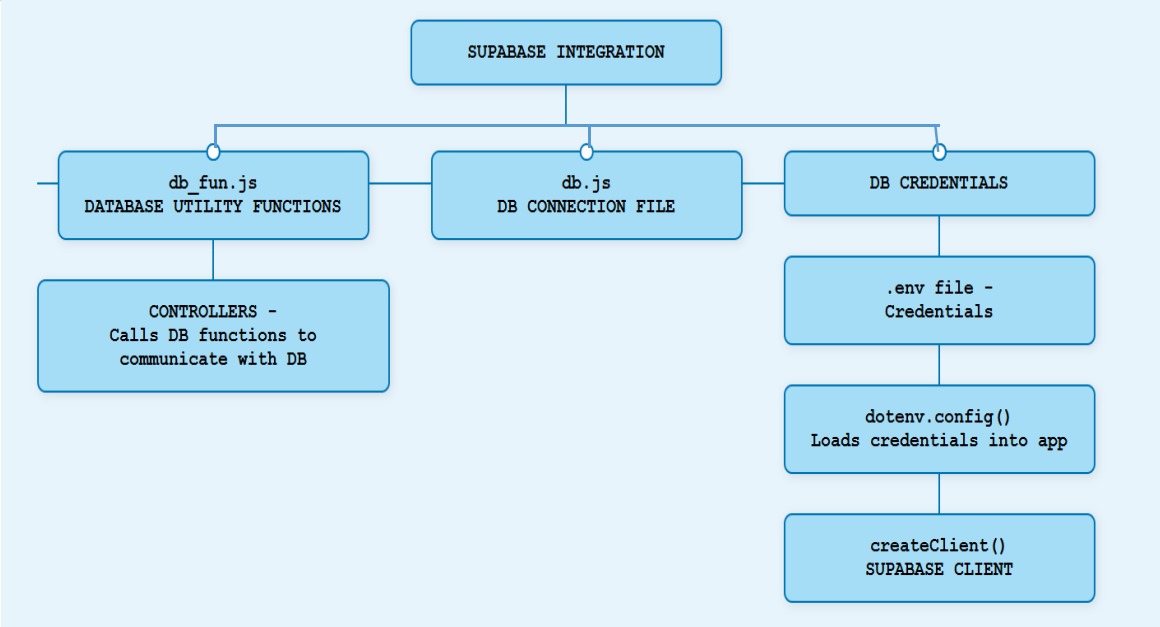 SUPABASE INTEGRATION
db_fun.js
DATABASE UTILITY FUNCTIONS
db.js
DB CONNECTION FILE
DB CREDENTIALS
CONTROLLERS -
Calls DB functions to
communicate with DB
.env file -
Credentials
dotenv.config()
Loads credentials into app
createClient()
SUPABASE CLIENT